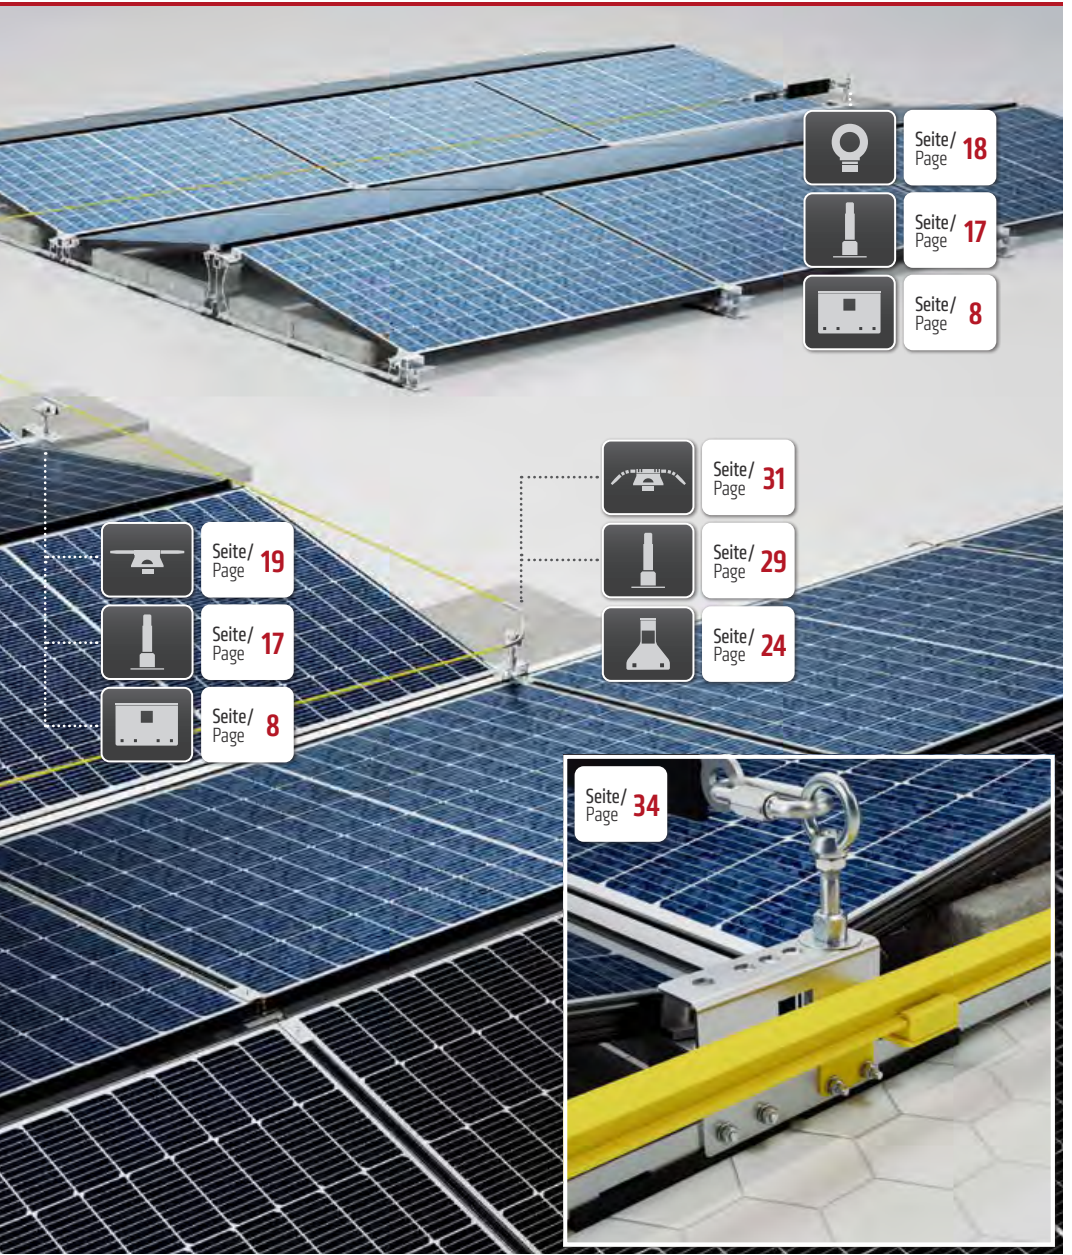 Seite/
Page 18
Seite/
Page 17
Seite/
Page 8
Seite/
Page 31
Seite/
Page 29
Seite/
Page 24
Seite/
Page 19
Seite/
Page 17
Seite/
Page 8
Seite/
Page 34